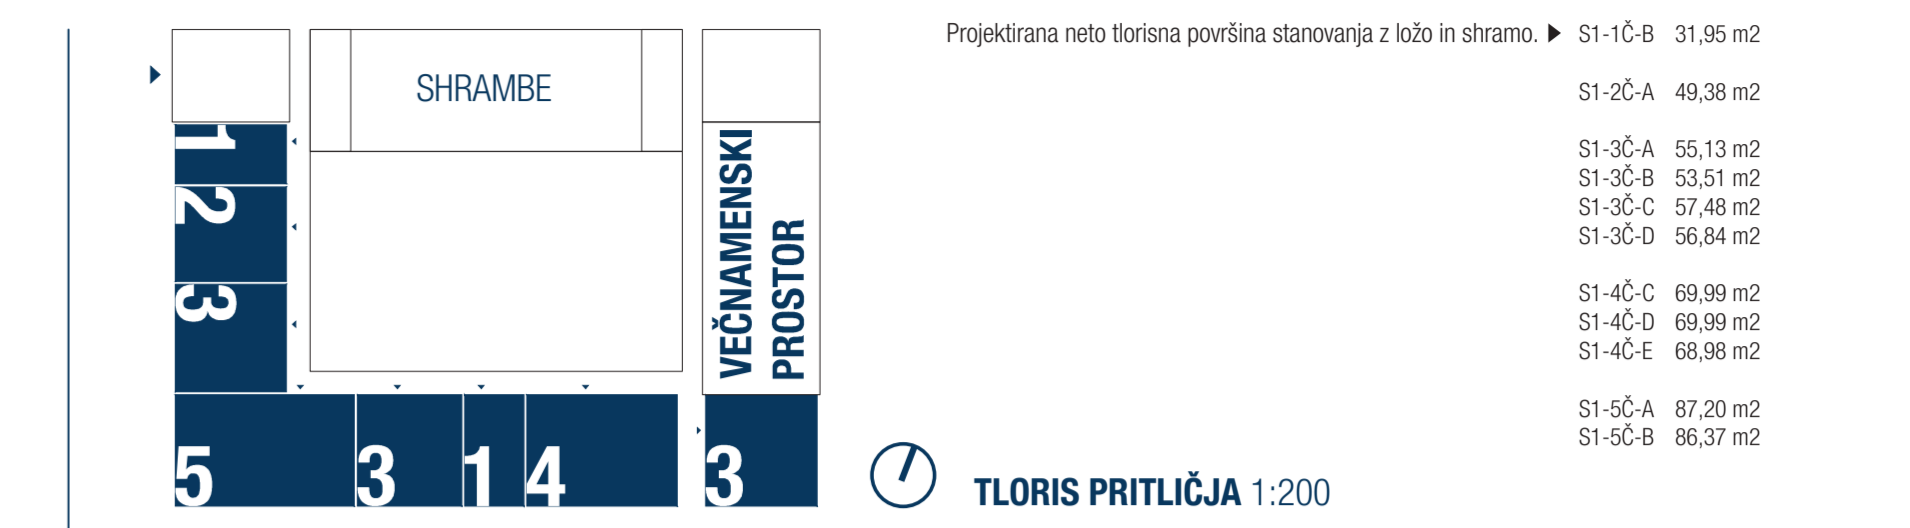 SHRAMBE
1
2
3
VEČNAMENSKI
PROSTOR
5
3
1
4
3
Projektirana neto tlorisna površina stanovanja z ložo in shramo. ▶ S1-1Č-B 31,95 m2
S1-2Č-A 49,38 m2
S1-3Č-A 55,13 m2
S1-3Č-B 53,51 m2
S1-3Č-C 57,48 m2
S1-3Č-D 56,84 m2
S1-4Č-C 69,99 m2
S1-4Č-D 69,99 m2
S1-4Č-E 68,98 m2
S1-5Č-A 87,20 m2
S1-5Č-B 86,37 m2
TLORIS PRITLIČJA 1:200